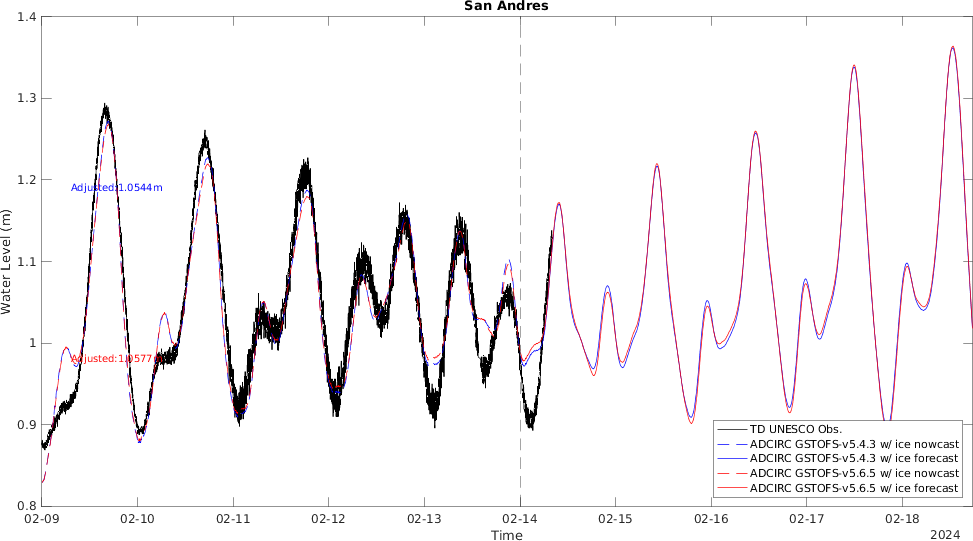 San Andres
1.4
1.3
1.2
1.1
1
0.9
0.8
Water Level (m)
Adjusted:1.0544m
Adjusted:1.0577
TD UNESCO Obs.
ADCIRC GSTOFS-v5.4.3 w/ ice nowcast
ADCIRC GSTOFS-v5.4.3 w/ ice forecast
ADCIRC GSTOFS-v5.6.5 w/ ice nowcast
ADCIRC GSTOFS-v5.6.5 w/ ice forecast
02-09 02-10 02-11 02-12 02-13 02-14 02-15 02-16 02-17 02-18
Time
2024